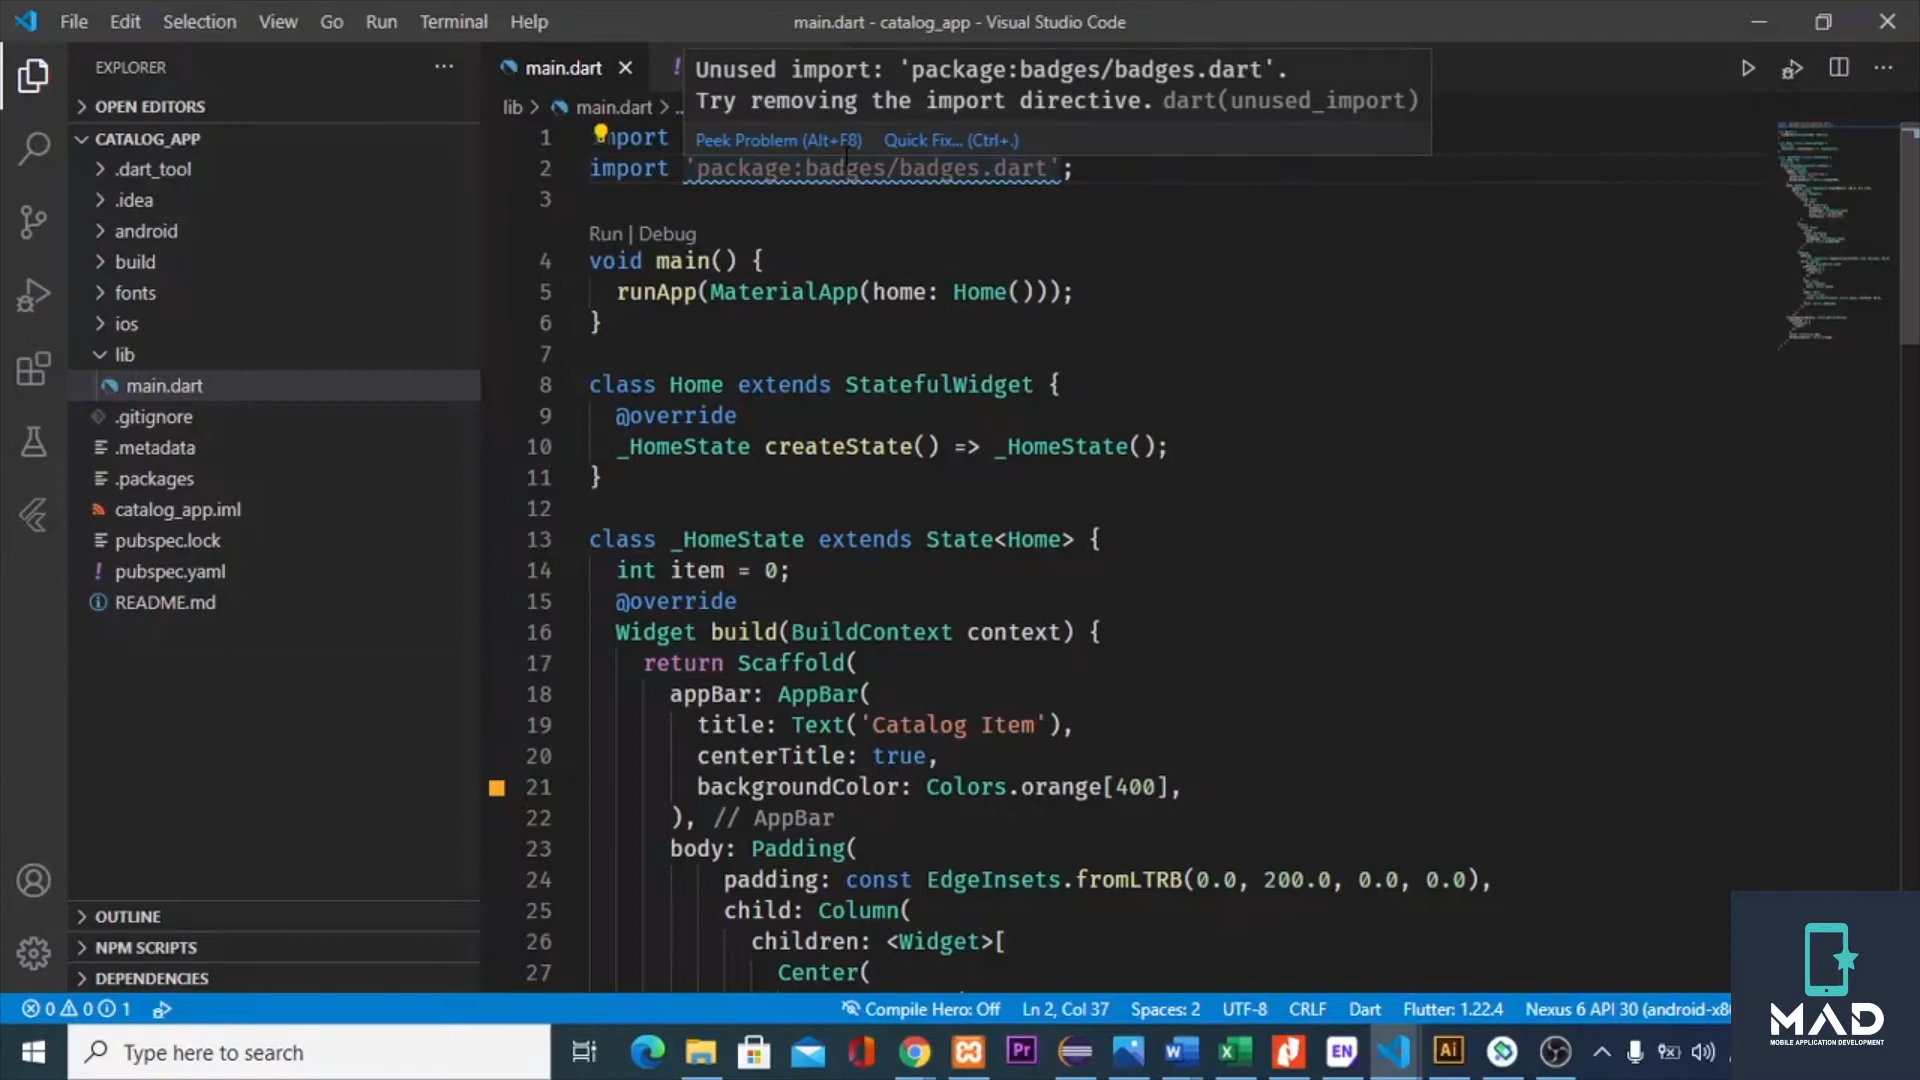 File Edit Selection View Go Run Terminal Help
main.dart - catalog_app - Visual Studio Code
EXPLORER
OPEN EDITORS
CATALOG_APP
.dart_tool
.idea
android
build
fonts
ios
lib
main.dart
.gitignore
.metadata
.packages
catalog_app.iml
pubspec.lock
pubspec.yaml
README.md
OUTLINE
NPM SCRIPTS
DEPENDENCIES
main.dart
lib > main.dart > ..
Unused import: 'package:badges/badges.dart'.
Try removing the import directive. dart(unused_import)
Peek Problem (Alt+F8) Quick Fix... (Ctrl+.)
1 import
2 import 'package:badges/badges.dart';
3
Run | Debug
4 void main() {
5 runApp(MaterialApp(home: Home()));
6 }
7
8 class Home extends StatefulWidget {
9 @override
10 _HomeState createState() => _HomeState();
11 }
12
13 class _HomeState extends State<Home> {
14 int item = 0;
15 @override
16 Widget build(BuildContext context) {
17 return Scaffold(
18 appBar: AppBar(
19 title: Text('Catalog Item'),
20 centerTitle: true,
21 backgroundColor: Colors.orange[400],
22 ), // AppBar
23 body: Padding(
24 padding: const EdgeInsets.fromLTRB(0.0, 200.0, 0.0, 0.0),
25 child: Column(
26 children: <Widget>[
27 Center(
0 0 1
Compile Hero: Off Ln 2, Col 37 Spaces: 2 UTF-8 CRLF Dart Flutter: 1.22.4 Nexus 6 API 30 (android-x8
MAD
MOBILE APPLICATION DEVELOPMENT
Type here to search
Pr
EN
Ai